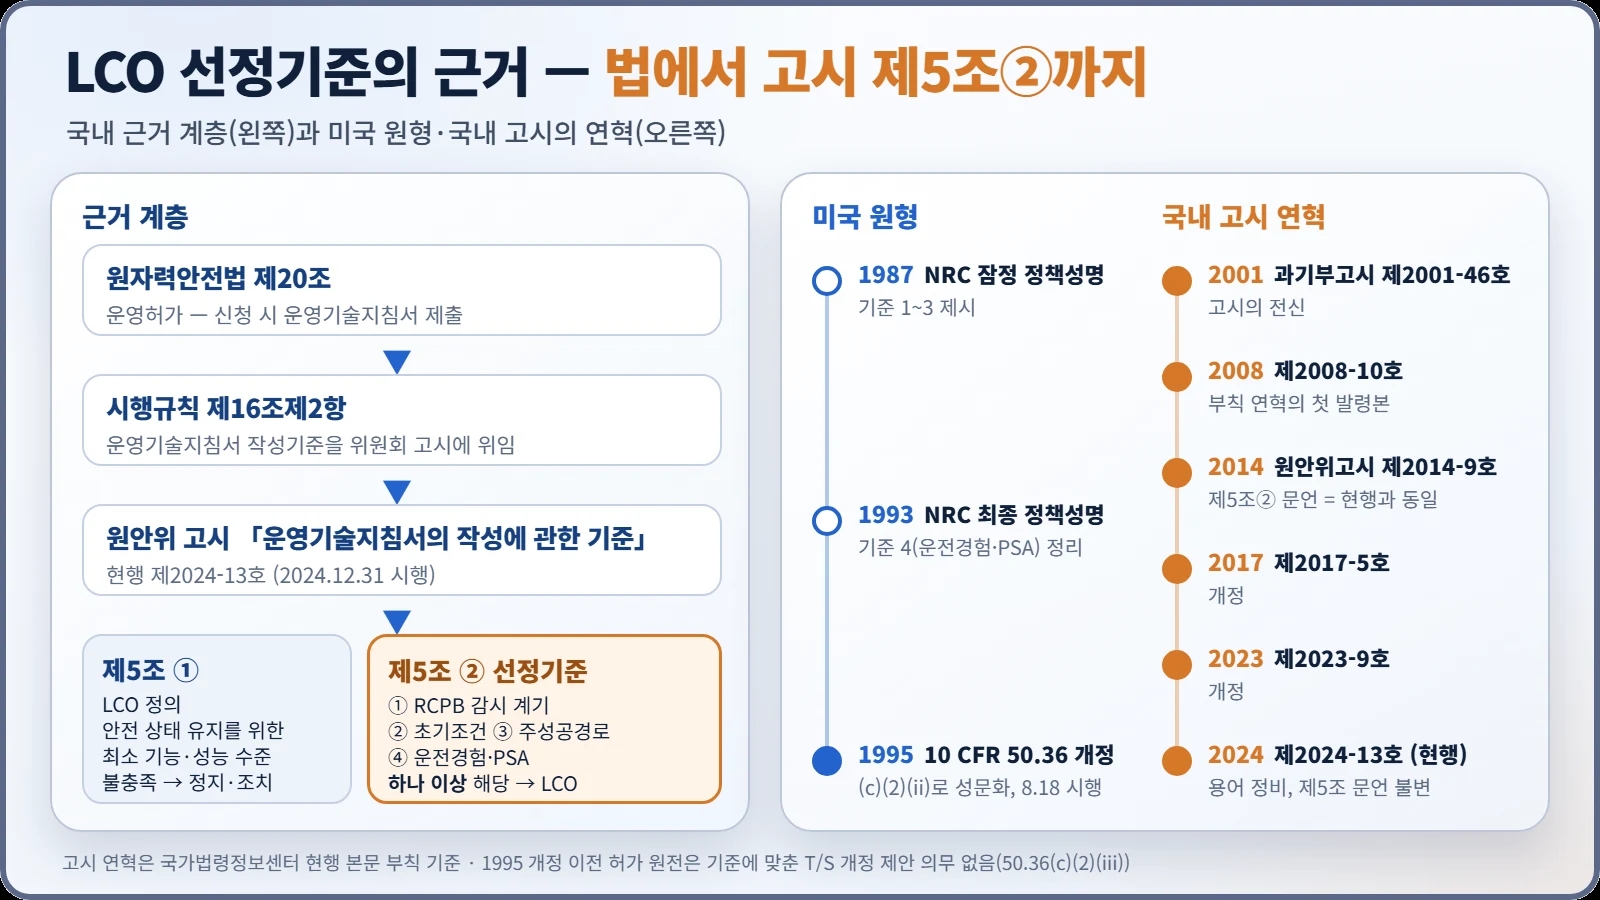 LCO 선정기준의 근거 — 법에서 고시 제5조②까지
국내 근거 계층(왼쪽)과 미국 원형·국내 고시의 연혁(오른쪽)
근거 계층
원자력안전법 제20조
운영허가 — 신청 시 운영기술지침서 제출
시행규칙 제16조제2항
운영기술지침서 작성기준을 위원회 고시에 위임
원안위 고시 「운영기술지침서의 작성에 관한 기준」
현행 제2024-13호 (2024.12.31 시행)
제5조 ①
LCO 정의
안전 상태 유지를 위한
최소 기능·성능 수준
불충족 → 정지·조치
제5조 ② 선정기준
① RCPB 감시 계기
② 초기조건 ③ 주성공경로
④ 운전경험·PSA
하나 이상 해당 → LCO
미국 원형
1987 NRC 잠정 정책성명
기준 1~3 제시
1993 NRC 최종 정책성명
기준 4(운전경험·PSA) 정리
1995 10 CFR 50.36 개정
(c)(2)(ii)로 성문화, 8.18 시행
국내 고시 연혁
2001 과기부고시 제2001-46호
고시의 전신
2008 제2008-10호
부칙 연혁의 첫 발령본
2014 원안위고시 제2014-9호
제5조② 문언 = 현행과 동일
2017 제2017-5호
개정
2023 제2023-9호
개정
2024 제2024-13호 (현행)
용어 정비, 제5조 문언 불변
고시 연혁은 국가법령정보센터 현행 본문 부칙 기준 · 1995 개정 이전 허가 원전은 기준에 맞춘 T/S 개정 제안 의무 없음(50.36(c)(2)(iii))